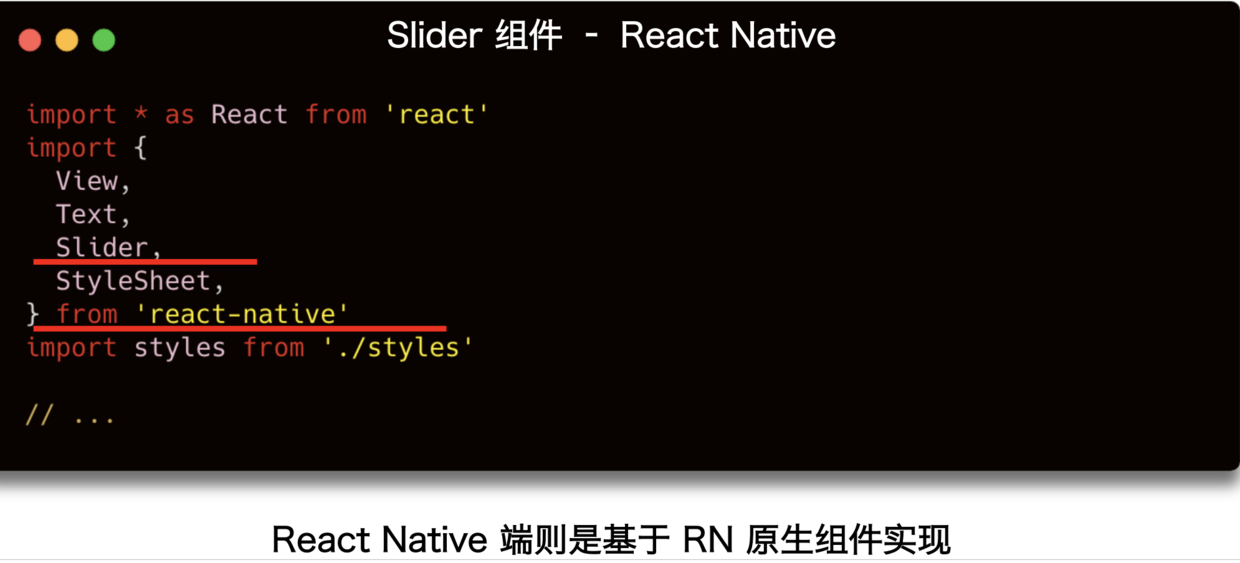 Slider 组件 - React Native
import * as React from 'react'
import {
  View,
  Text,
  Slider,
  StyleSheet,
} from 'react-native'
import styles from './styles'
// ...
React Native 端则是基于 RN 原生组件实现